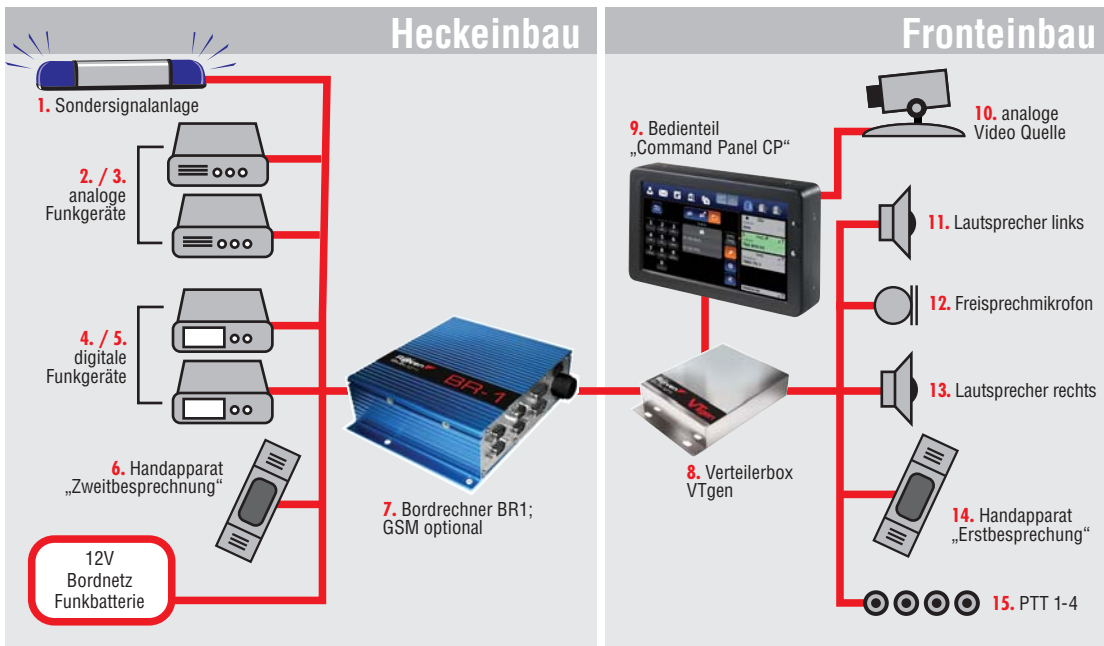 Heckeinbau
1. Sondersignalanlage
2. / 3.
analoge
Funkgeräte
4. / 5.
digitale
Funkgeräte
6. Handapparat
„Zweitbesprechnung“
12V
Bordnetz
Funkbatterie
BR-1
7. Bordrechner BR1;
GSM optional
Fronteinbau
9. Bedienteil
„Command Panel CP“
10. analoge
Video Quelle
11. Lautsprecher links
12. Freisprechmikrofon
13. Lautsprecher rechts
VTgen
8. Verteilerbox
VTgen
14. Handapparat
„Erstbesprechung“
15. PTT 1-4